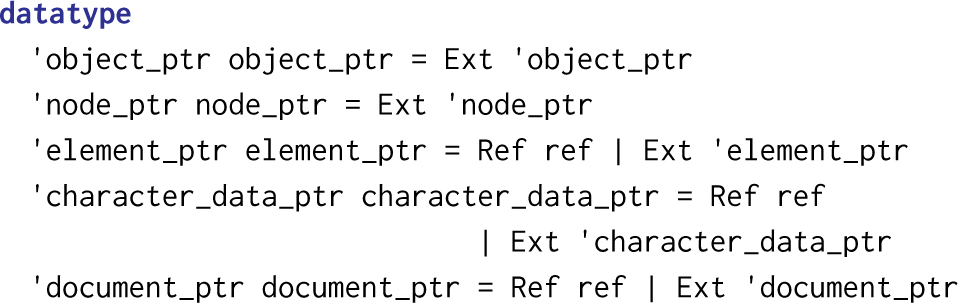 datatype
'object_ptr object_ptr = Ext 'object_ptr
'node_ptr node_ptr = Ext 'node_ptr
'element_ptr element_ptr = Ref ref | Ext 'element_ptr
'character_data_ptr character_data_ptr = Ref ref
| Ext 'character_data_ptr
'document_ptr document_ptr = Ref ref | Ext 'document_ptr